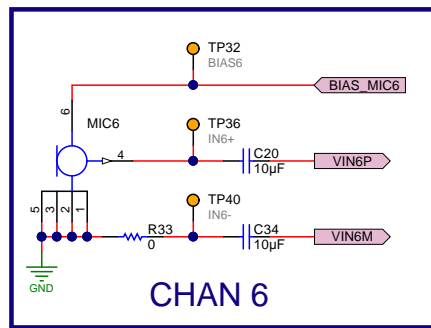 TP32
BIAS6
BIAS_MIC6
6
MIC6
TP36
IN6+
4
C20
10µF
VIN6P
TP40
IN6-
5
3
2
1
R33
0
C34
10µF
VIN6M
GND
CHAN 6